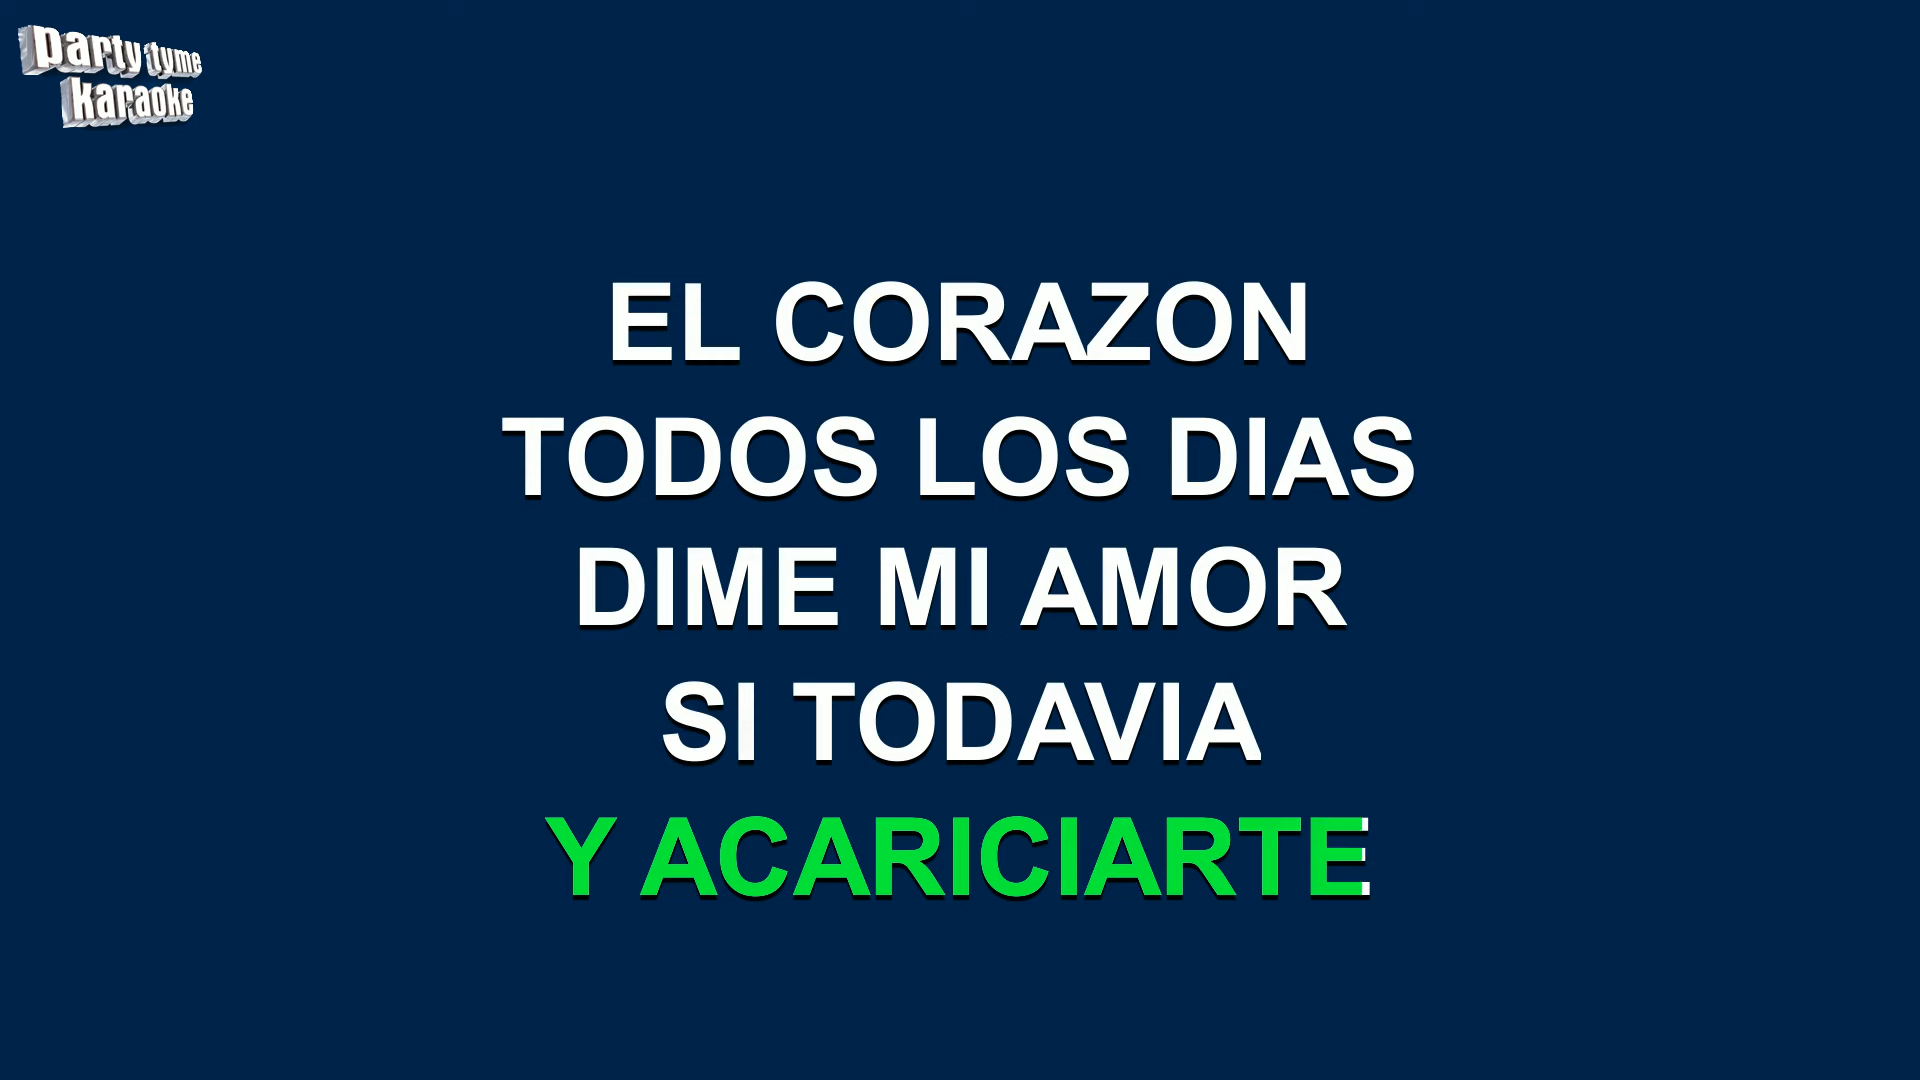 party tyme
karaoke
EL CORAZON
TODOS LOS DIAS
DIME MI AMOR
SI TODAVIA
Y ACARICIARTE